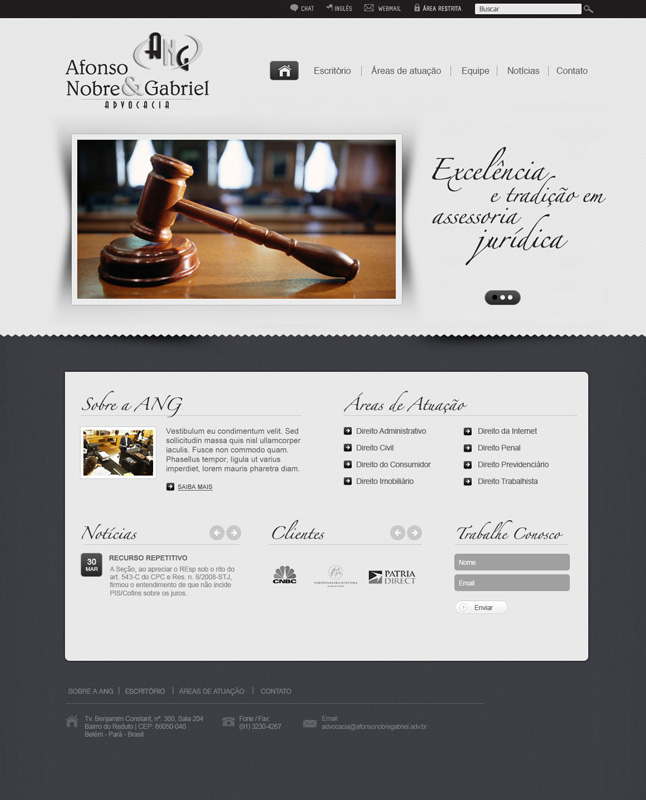 CHAT
INGLÊS
WEBMAIL
ÁREA RESTRITA
Buscar
ANG
Afonso
Nobre & Gabriel
ADVOCACIA
Escritório
Áreas de atuação
Equipe
Notícias
Contato
Excelência
e tradição em
assessoria
jurídica
Sobre a ANG
Vestibulum eu condimentum velit. Sed
sollicitudin massa quis nisl ullamcorper
iaculis. Fusce non commodo quam.
Phasellus tempor, ligula ut varius
imperdiet, lorem mauris pharetra diam.
SAIBA MAIS
Áreas de Atuação
Direito Administrativo
Direito Civil
Direito do Consumidor
Direito Imobiliário
Direito da Internet
Direito Penal
Direito Previdenciário
Direito Trabalhista
Notícias
30
MAR
RECURSO REPETITIVO
A Seção, ao apreciar o REsp sob o rito do
art. 543-C do CPC e Res. n. 8/2008-STJ,
firmou o entendimento de que não incide
PIS/Cofins sobre os juros.
Clientes
CNBC
PATRIA
DIRECT
Trabalhe Conosco
Nome
Email
Enviar
SOBRE A ANG
ESCRITÓRIO
ÁREAS DE ATUAÇÃO
CONTATO
Tv. Benjamim Constant, nº. 300, Sala 204
Bairro do Reduto | CEP: 66050-040
Belém - Pará - Brasil
Fone / Fax:
(91) 3230-4267
Email
advocacia@afonsonobregabriel.adv.br